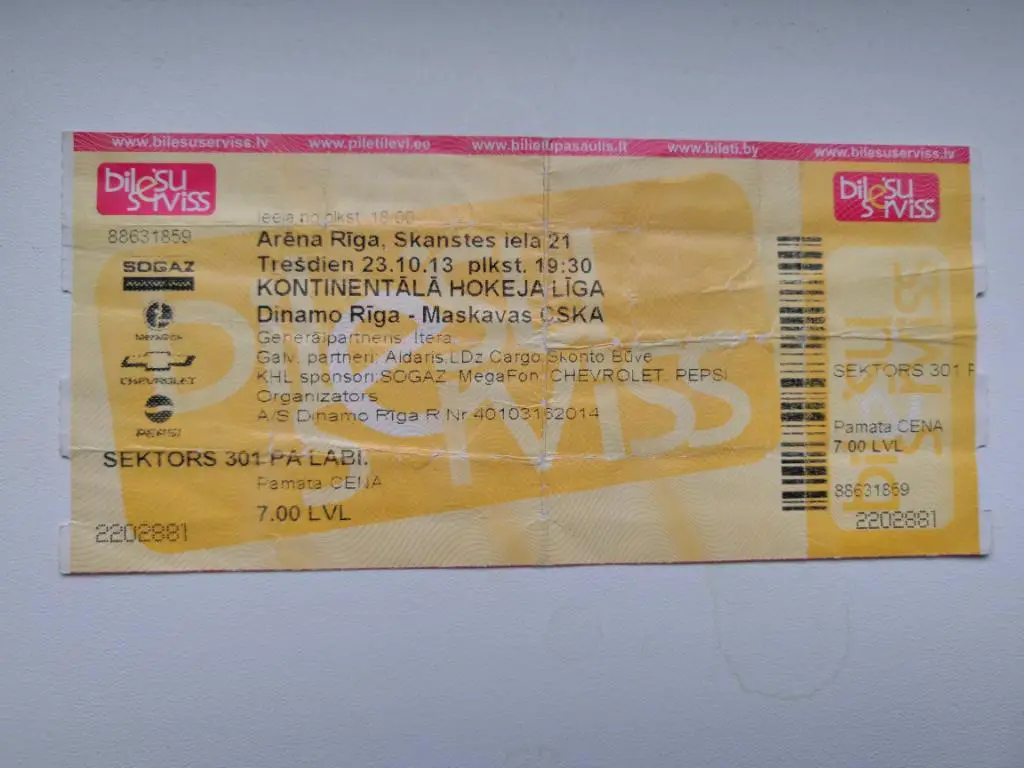 www.bilesuserviss.lv www.piletilevi.ee www.bilietupasaulis.lt www.bileti.by www.bilesuserviss.lv
bilešu serviss
bilešu serviss
Ieeja no plkst. 18:00
88631859
Arēna Rīga, Skanstes iela 21
SOGAZ
Trešdien 23.10.13 plkst. 19:30
KONTINENTĀLĀ HOKEJA LĪGA
Dinamo Rīga - Maskavas CSKA
Ģenerālpartneris: Itera
Galv. partneri: Aldaris,LDz Cargo,Skonto Būve
KHL sponsori:SOGAZ, MegaFon, CHEVROLET, PEPSI
CHEVROLET
Organizators
A/S Dinamo Rīga R Nr 40103162014
PEPSI
SEKTORS 301 PA LABI.
Pamata CENA
7.00 LVL
2202881
SEKTORS 301 P
Pamata CENA
7.00 LVL
88631859
2202881